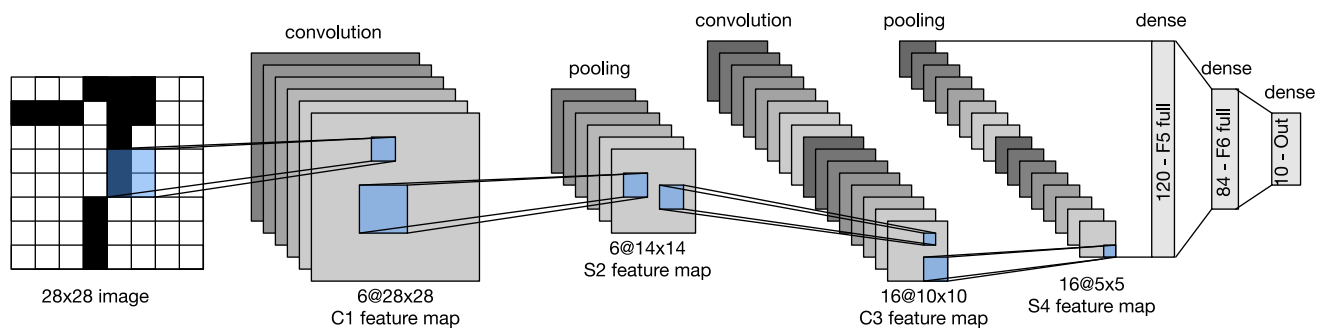 convolution
pooling
convolution
pooling
dense
dense
dense
28x28 image
6@28x28
C1 feature map
6@14x14
S2 feature map
16@10x10
C3 feature map
16@5x5
S4 feature map
120 - F5 full
84 - F6 full
10 - Out